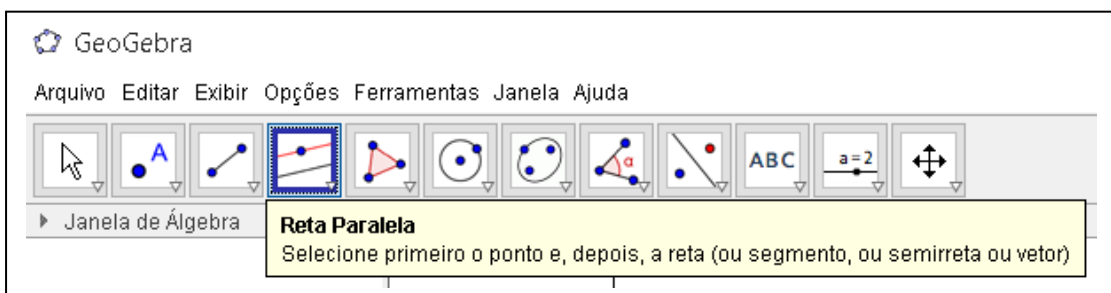 GeoGebra
Arquivo Editar Exibir Opções Ferramentas Janela Ajuda
A α ABC a=2
Janela de Álgebra
Reta Paralela
Selecione primeiro o ponto e, depois, a reta (ou segmento, ou semirreta ou vetor)